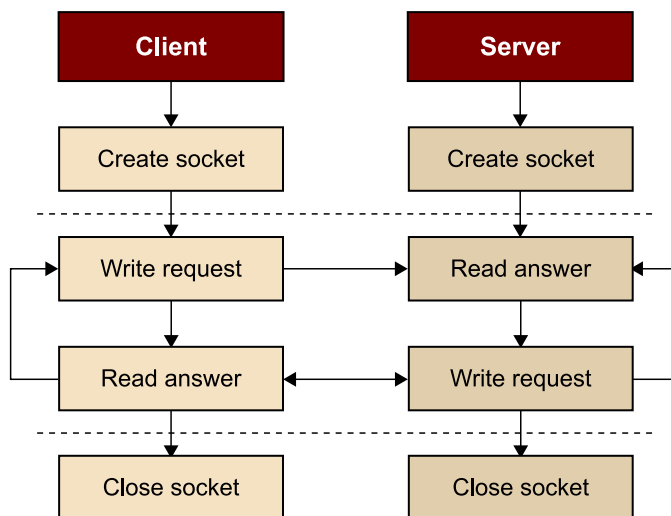 Client
Server
Create socket
Create socket
Write request
Read answer
Read answer
Write request
Close socket
Close socket